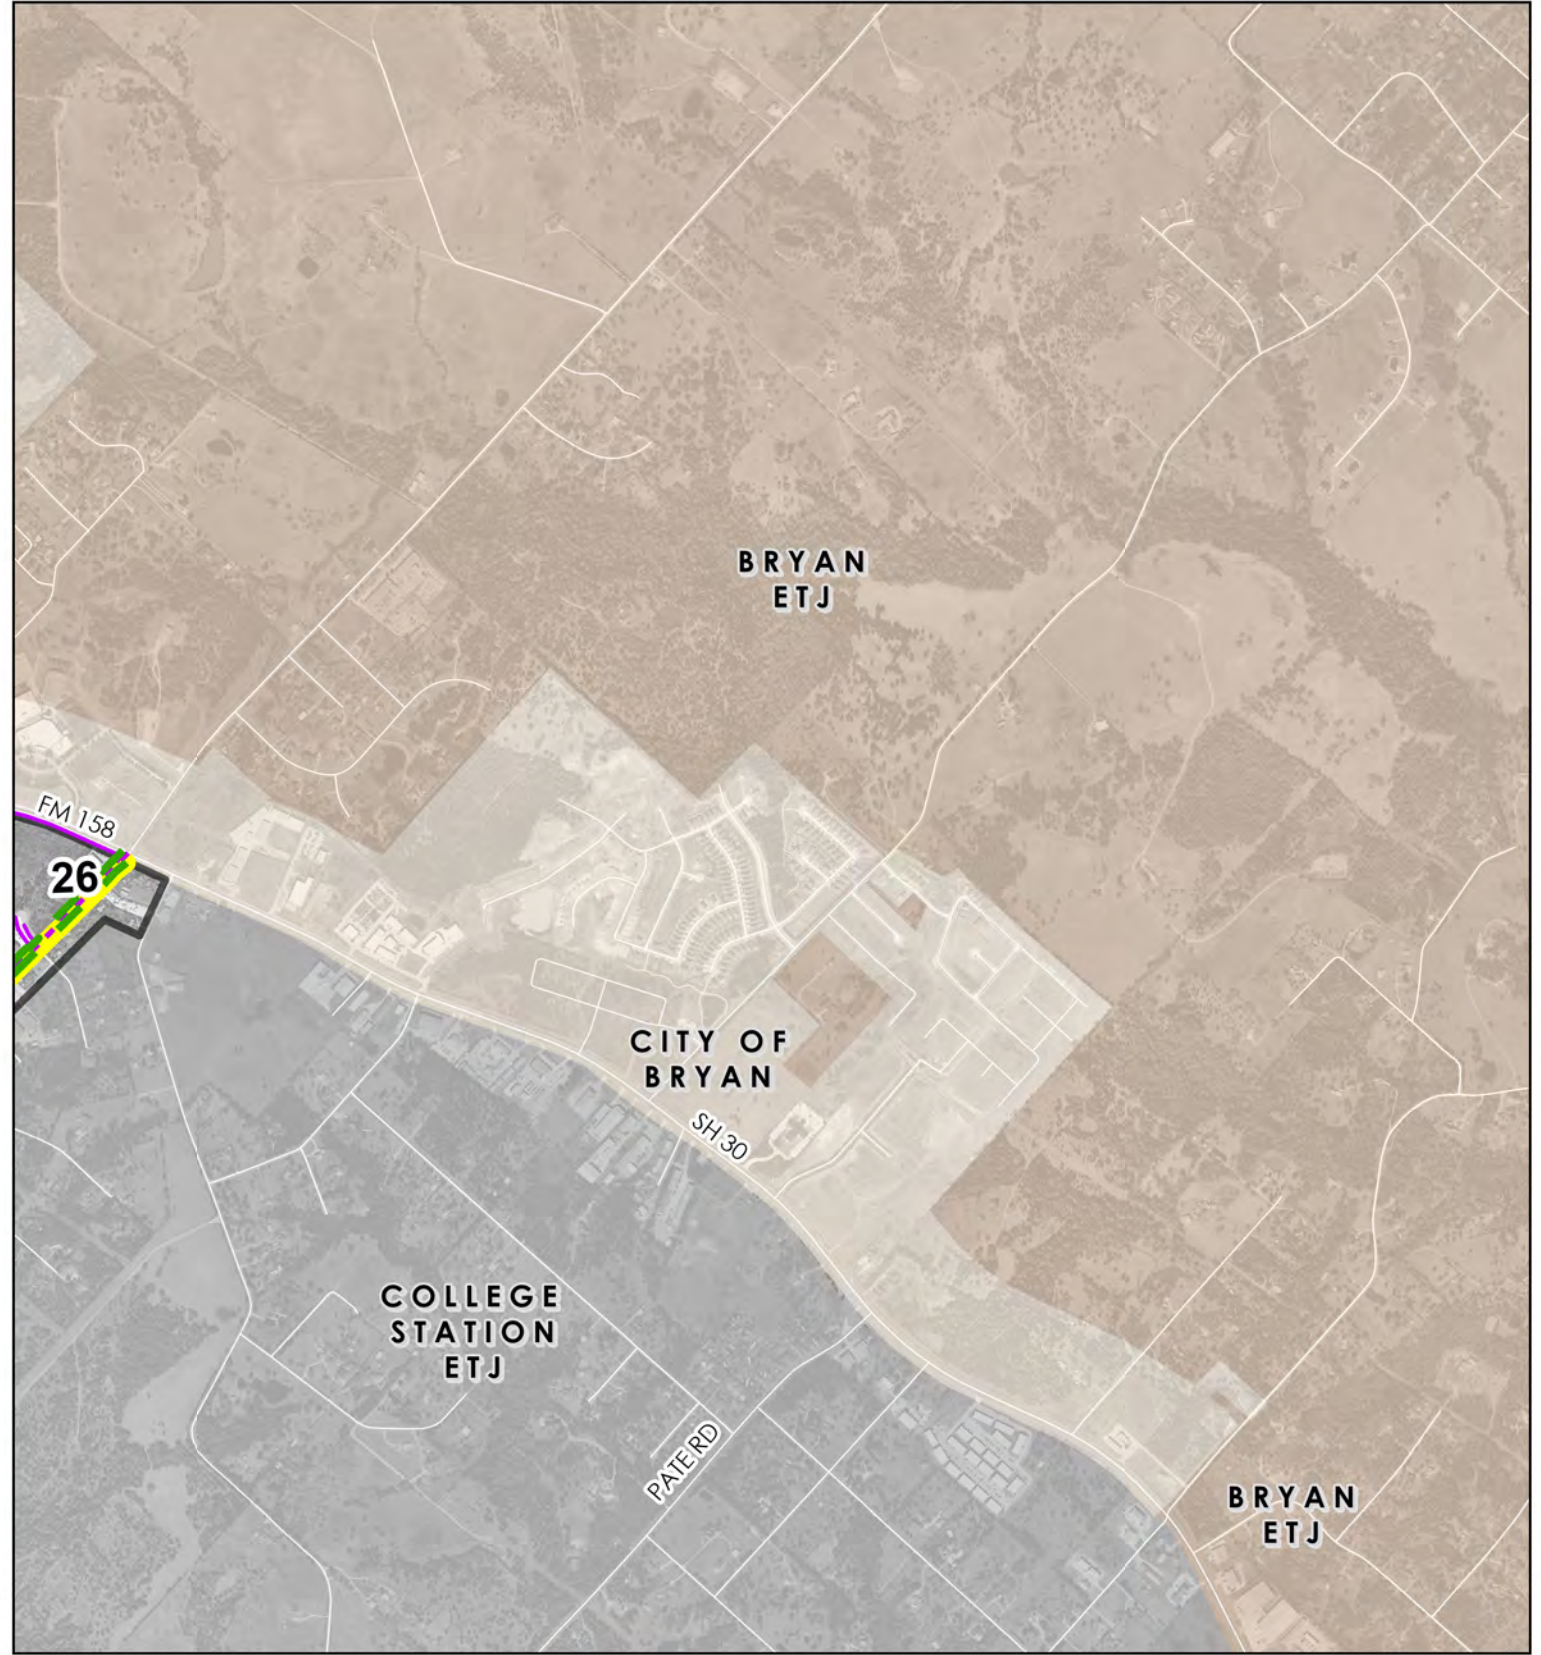 BRYAN
ETJ
FM 158
26
CITY OF
BRYAN
SH 30
COLLEGE
STATION
ETJ
PATE RD
BRYAN
ETJ